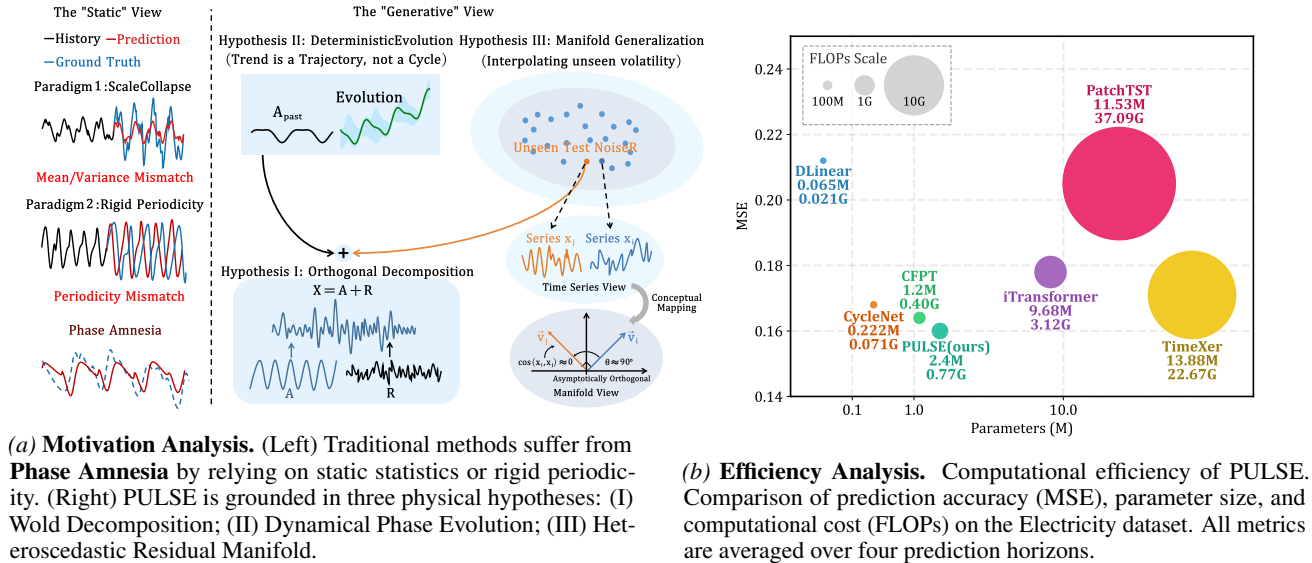 The "Static" View
—History —Prediction
—Ground Truth
Paradigm 1:ScaleCollapse
Mean/Variance Mismatch
Paradigm 2:Rigid Periodicity
Periodicity Mismatch
Phase Amnesia
The "Generative" View
Hypothesis II: DeterministicEvolution
(Trend is a Trajectory, not a Cycle)
A_past
Evolution
Hypothesis III: Manifold Generalization
(Interpolating unseen volatility)
Unseen Test NoiseR
+
Hypothesis I: Orthogonal Decomposition
X = A + R
A
R
Series x_i
Series x_j
Time Series View
Conceptual
Mapping
cos(x_i,x_j)≈0
θ≈90°
Asymptotically Orthogonal
Manifold View
(a) Motivation Analysis. (Left) Traditional methods suffer from
Phase Amnesia by relying on static statistics or rigid periodic-
ity. (Right) PULSE is grounded in three physical hypotheses: (I)
Wold Decomposition; (II) Dynamical Phase Evolution; (III) Het-
eroscedastic Residual Manifold.
FLOPs Scale
100M
1G
10G
MSE
0.24
0.22
0.20
0.18
0.16
0.14
0.1
1.0
10.0
Parameters (M)
PatchTST
11.53M
37.09G
DLinear
0.065M
0.021G
CFPT
1.2M
0.40G
CycleNet
0.222M
0.071G
PULSE(ours)
2.4M
0.77G
iTransformer
9.68M
3.12G
TimeXer
13.88M
22.67G
(b) Efficiency Analysis. Computational efficiency of PULSE.
Comparison of prediction accuracy (MSE), parameter size, and
computational cost (FLOPs) on the Electricity dataset. All metrics
are averaged over four prediction horizons.